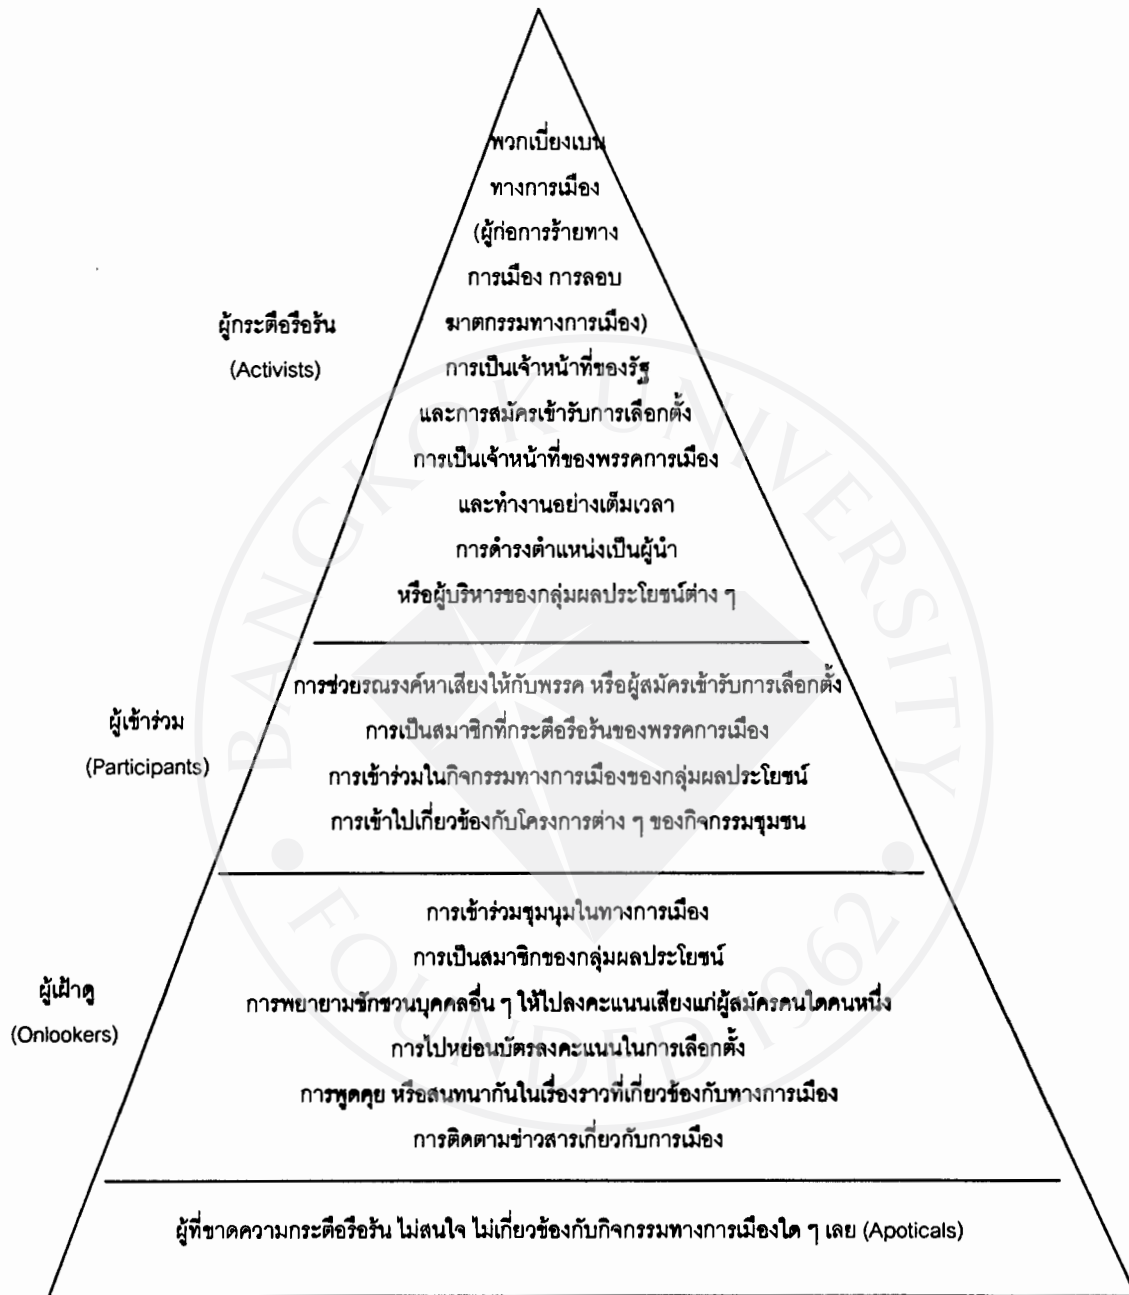 พวกเบี่ยงเบน
ทางการเมือง
(ผู้ก่อการร้ายทาง
การเมือง การลอบ
ฆาตกรรมทางการเมือง)
ผู้กระตือรือร้น
(Activists)
การเป็นเจ้าหน้าที่ของรัฐ
และการสมัครเข้ารับการเลือกตั้ง
การเป็นเจ้าหน้าที่ของพรรคการเมือง
และทำงานอย่างเต็มเวลา
การดำรงตำแหน่งเป็นผู้นำ
หรือผู้บริหารของกลุ่มผลประโยชน์ต่าง ๆ
การช่วยรณรงค์หาเสียงให้กับพรรค หรือผู้สมัครเข้ารับการเลือกตั้ง
ผู้เข้าร่วม
(Participants)
การเป็นสมาชิกที่กระตือรือร้นของพรรคการเมือง
การเข้าร่วมในกิจกรรมทางการเมืองของกลุ่มผลประโยชน์
การเข้าไปเกี่ยวข้องกับโครงการต่าง ๆ ของกิจกรรมชุมชน
การเข้าร่วมชุมนุมในทางการเมือง
การเป็นสมาชิกของกลุ่มผลประโยชน์
ผู้เฝ้าดู
(Onlookers)
การพยายามชักชวนบุคคลอื่น ๆ ให้ไปลงคะแนนเสียงแก่ผู้สมัครคนใดคนหนึ่ง
การไปหย่อนบัตรลงคะแนนในการเลือกตั้ง
การพูดคุย หรือสนทนากันในเรื่องราวที่เกี่ยวข้องกับทางการเมือง
การติดตามข่าวสารเกี่ยวกับการเมือง
ผู้ที่ขาดความกระตือรือร้น ไม่สนใจ ไม่เกี่ยวข้องกับกิจกรรมทางการเมืองใด ๆ เลย (Apoticals)
BANGKOK UNIVERSITY
FOUNDED 1962